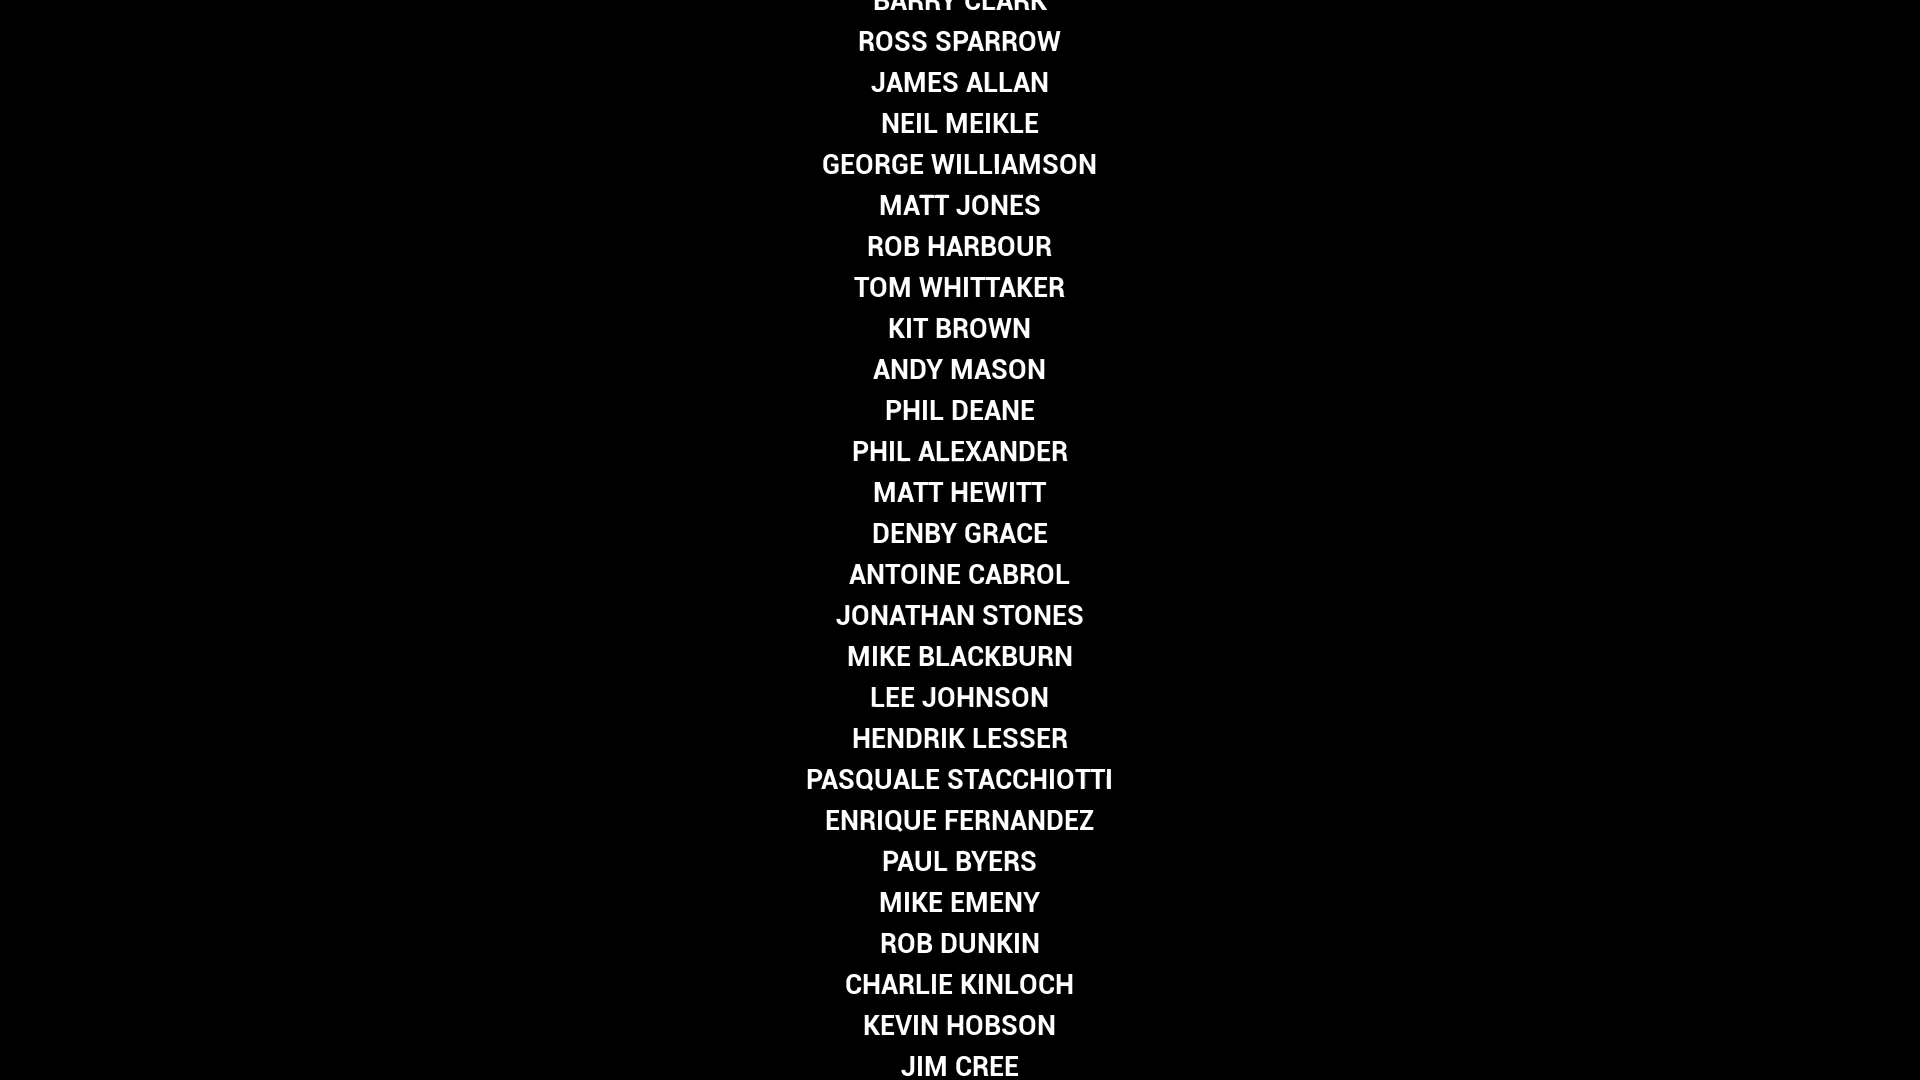 BARRY CLARK
ROSS SPARROW
JAMES ALLAN
NEIL MEIKLE
GEORGE WILLIAMSON
MATT JONES
ROB HARBOUR
TOM WHITTAKER
KIT BROWN
ANDY MASON
PHIL DEANE
PHIL ALEXANDER
MATT HEWITT
DENBY GRACE
ANTOINE CABROL
JONATHAN STONES
MIKE BLACKBURN
LEE JOHNSON
HENDRIK LESSER
PASQUALE STACCHIOTTI
ENRIQUE FERNANDEZ
PAUL BYERS
MIKE EMENY
ROB DUNKIN
CHARLIE KINLOCH
KEVIN HOBSON
JIM CREE